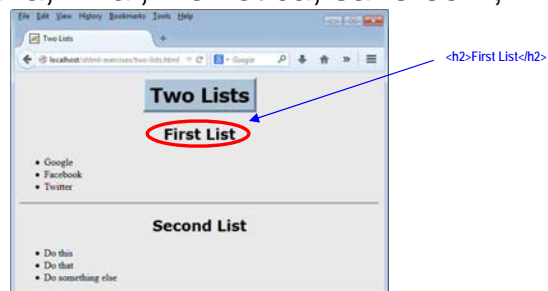 File Edit View History Bookmarks Tools Help
Two Lists
+
localhost/xhtml-exercises/two-lists.html
Google
<h2>First List</h2>
Two Lists
First List
• Google
• Facebook
• Twitter
Second List
• Do this
• Do that
• Do something else